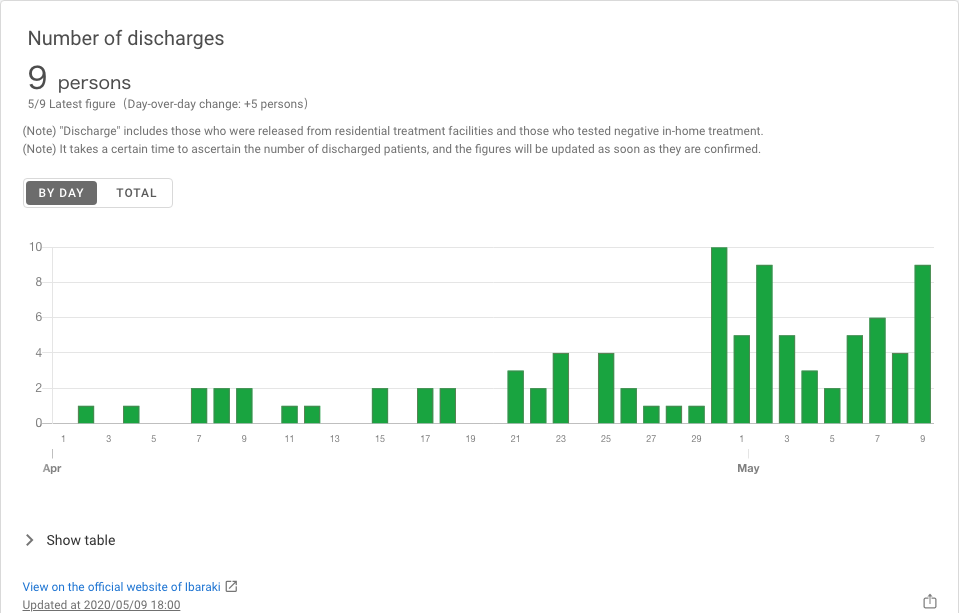 Number of discharges
9 persons
5/9 Latest figure（Day-over-day change: +5 persons）
(Note) "Discharge" includes those who were released from residential treatment facilities and those who tested negative in-home treatment.
(Note) It takes a certain time to ascertain the number of discharged patients, and the figures will be updated as soon as they are confirmed.
BY DAY TOTAL
10
8
6
4
2
0
1 3 5 7 9 11 13 15 17 19 21 23 25 27 29 1 3 5 7 9
Apr May
Show table
View on the official website of Ibaraki
Updated at 2020/05/09 18:00